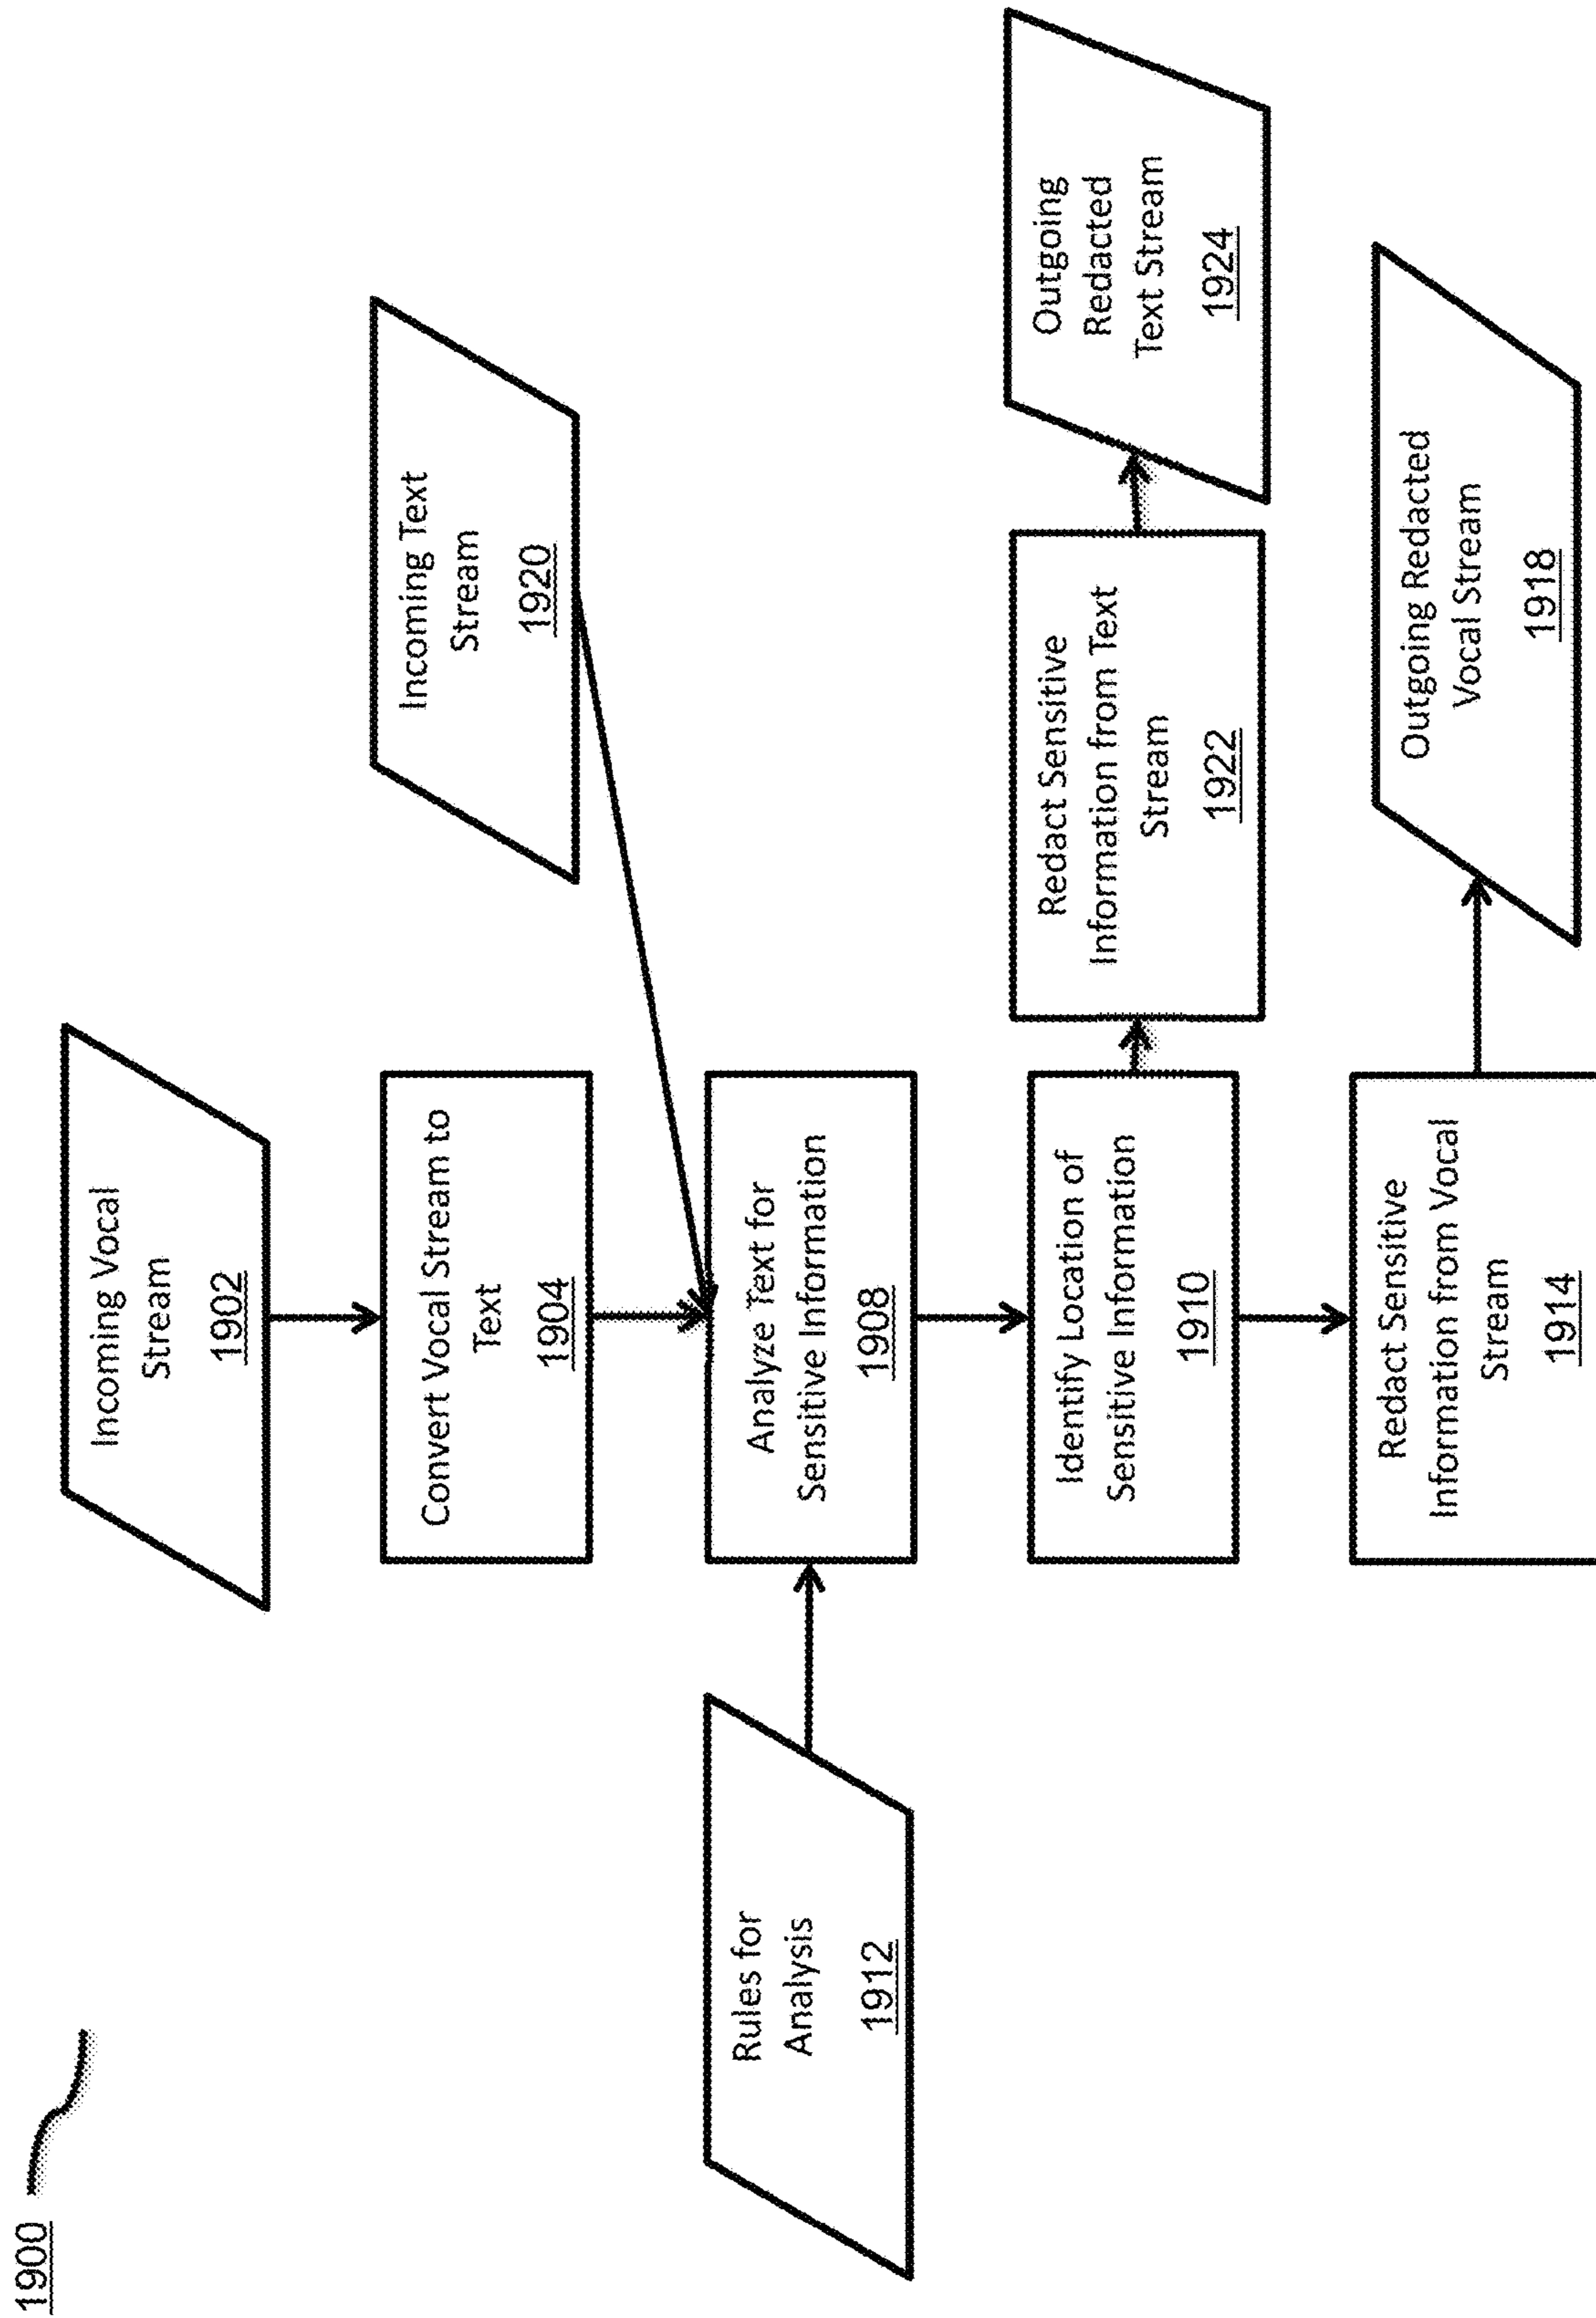 1900
Incoming Vocal
Stream
1902
Incoming Text
Stream
1920
Convert Vocal Stream to
Text
1904
Rules for
Analysis
1912
Analyze Text for
Sensitive Information
1908
Identify Location of
Sensitive Information
1910
Redact Sensitive
Information from Text
Stream
1922
Outgoing
Redacted
Text Stream
1924
Redact Sensitive
Information from Vocal
Stream
1914
Outgoing Redacted
Vocal Stream
1918